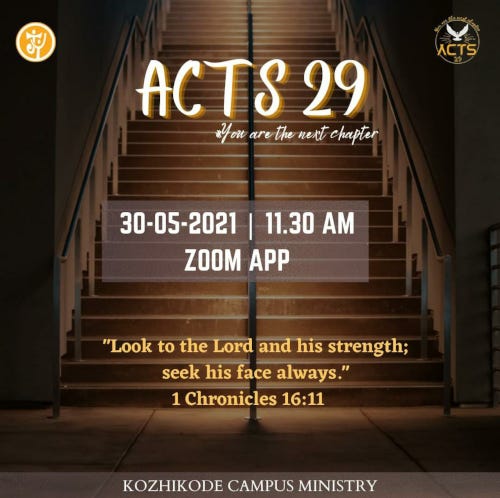 ACTS
29
ACTS 29
#You are the next chapter
30-05-2021 | 11.30 AM
ZOOM APP
"Look to the Lord and his strength;
seek his face always."
1 Chronicles 16:11
KOZHIKODE CAMPUS MINISTRY